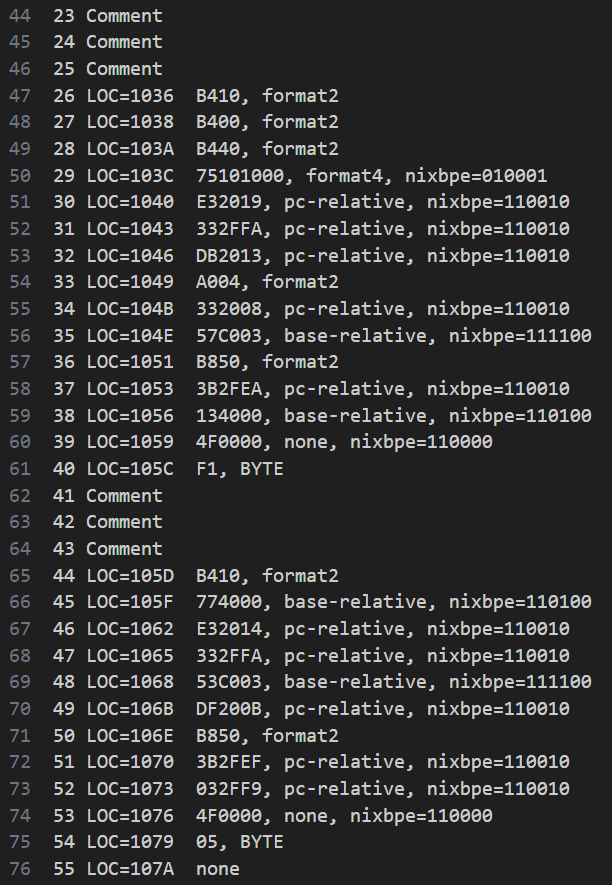 44 23 Comment
45 24 Comment
46 25 Comment
47 26 LOC=1036 B410, format2
48 27 LOC=1038 B400, format2
49 28 LOC=103A B440, format2
50 29 LOC=103C 75101000, format4, nixbpe=010001
51 30 LOC=1040 E32019, pc-relative, nixbpe=110010
52 31 LOC=1043 332FFA, pc-relative, nixbpe=110010
53 32 LOC=1046 DB2013, pc-relative, nixbpe=110010
54 33 LOC=1049 A004, format2
55 34 LOC=104B 332008, pc-relative, nixbpe=110010
56 35 LOC=104E 57C003, base-relative, nixbpe=111100
57 36 LOC=1051 B850, format2
58 37 LOC=1053 3B2FEA, pc-relative, nixbpe=110010
59 38 LOC=1056 134000, base-relative, nixbpe=110100
60 39 LOC=1059 4F0000, none, nixbpe=110000
61 40 LOC=105C F1, BYTE
62 41 Comment
63 42 Comment
64 43 Comment
65 44 LOC=105D B410, format2
66 45 LOC=105F 774000, base-relative, nixbpe=110100
67 46 LOC=1062 E32014, pc-relative, nixbpe=110010
68 47 LOC=1065 332FFA, pc-relative, nixbpe=110010
69 48 LOC=1068 53C003, base-relative, nixbpe=111100
70 49 LOC=106B DF200B, pc-relative, nixbpe=110010
71 50 LOC=106E B850, format2
72 51 LOC=1070 3B2FEF, pc-relative, nixbpe=110010
73 52 LOC=1073 032FF9, pc-relative, nixbpe=110010
74 53 LOC=1076 4F0000, none, nixbpe=110000
75 54 LOC=1079 05, BYTE
76 55 LOC=107A none